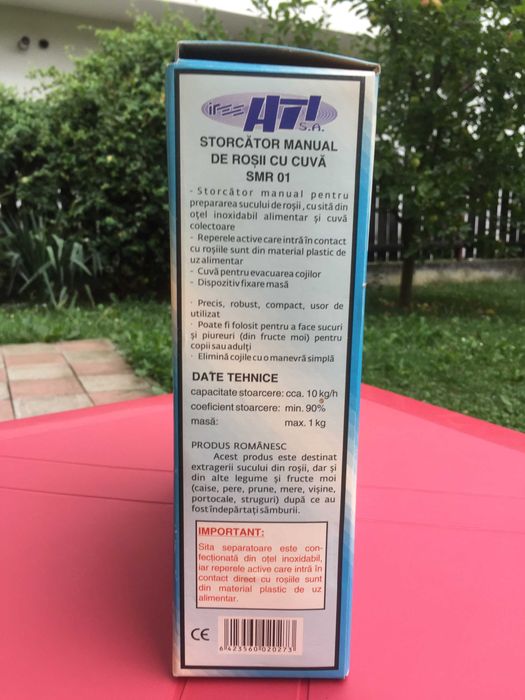 ires ATI
S.A.
STORCĂTOR MANUAL
DE ROȘII CU CUVĂ
SMR 01
- Storcător manual pentru
prepararea sucului de roșii, cu sită din
oțel inoxidabil alimentar și cuvă
colectoare
- Reperele active care intră în contact
cu roșiile sunt din material plastic de
uz alimentar
- Cuvă pentru evacuarea cojilor
- Dispozitiv fixare masă
· Precis, robust, compact, usor de
utilizat
· Poate fi folosit pentru a face sucuri
și piureuri (din fructe moi) pentru
copii sau adulți
· Elimină cojile cu o manevră simplă
DATE TEHNICE
capacitate stoarcere: cca. 10 kg/h
coeficient stoarcere: min. 90%
masă: max. 1 kg
PRODUS ROMÂNESC
Acest produs este destinat
extragerii sucului din roșii, dar și
din alte legume și fructe moi
(caise, pere, prune, mere, vișine,
portocale, struguri) după ce au
fost îndepărtați sâmburii.
IMPORTANT:
Sita separatoare este con-
fecționată din oțel inoxidabil,
iar reperele active care intră în
contact direct cu roșiile sunt
din material plastic de uz
alimentar.
CE
6 423560 020273